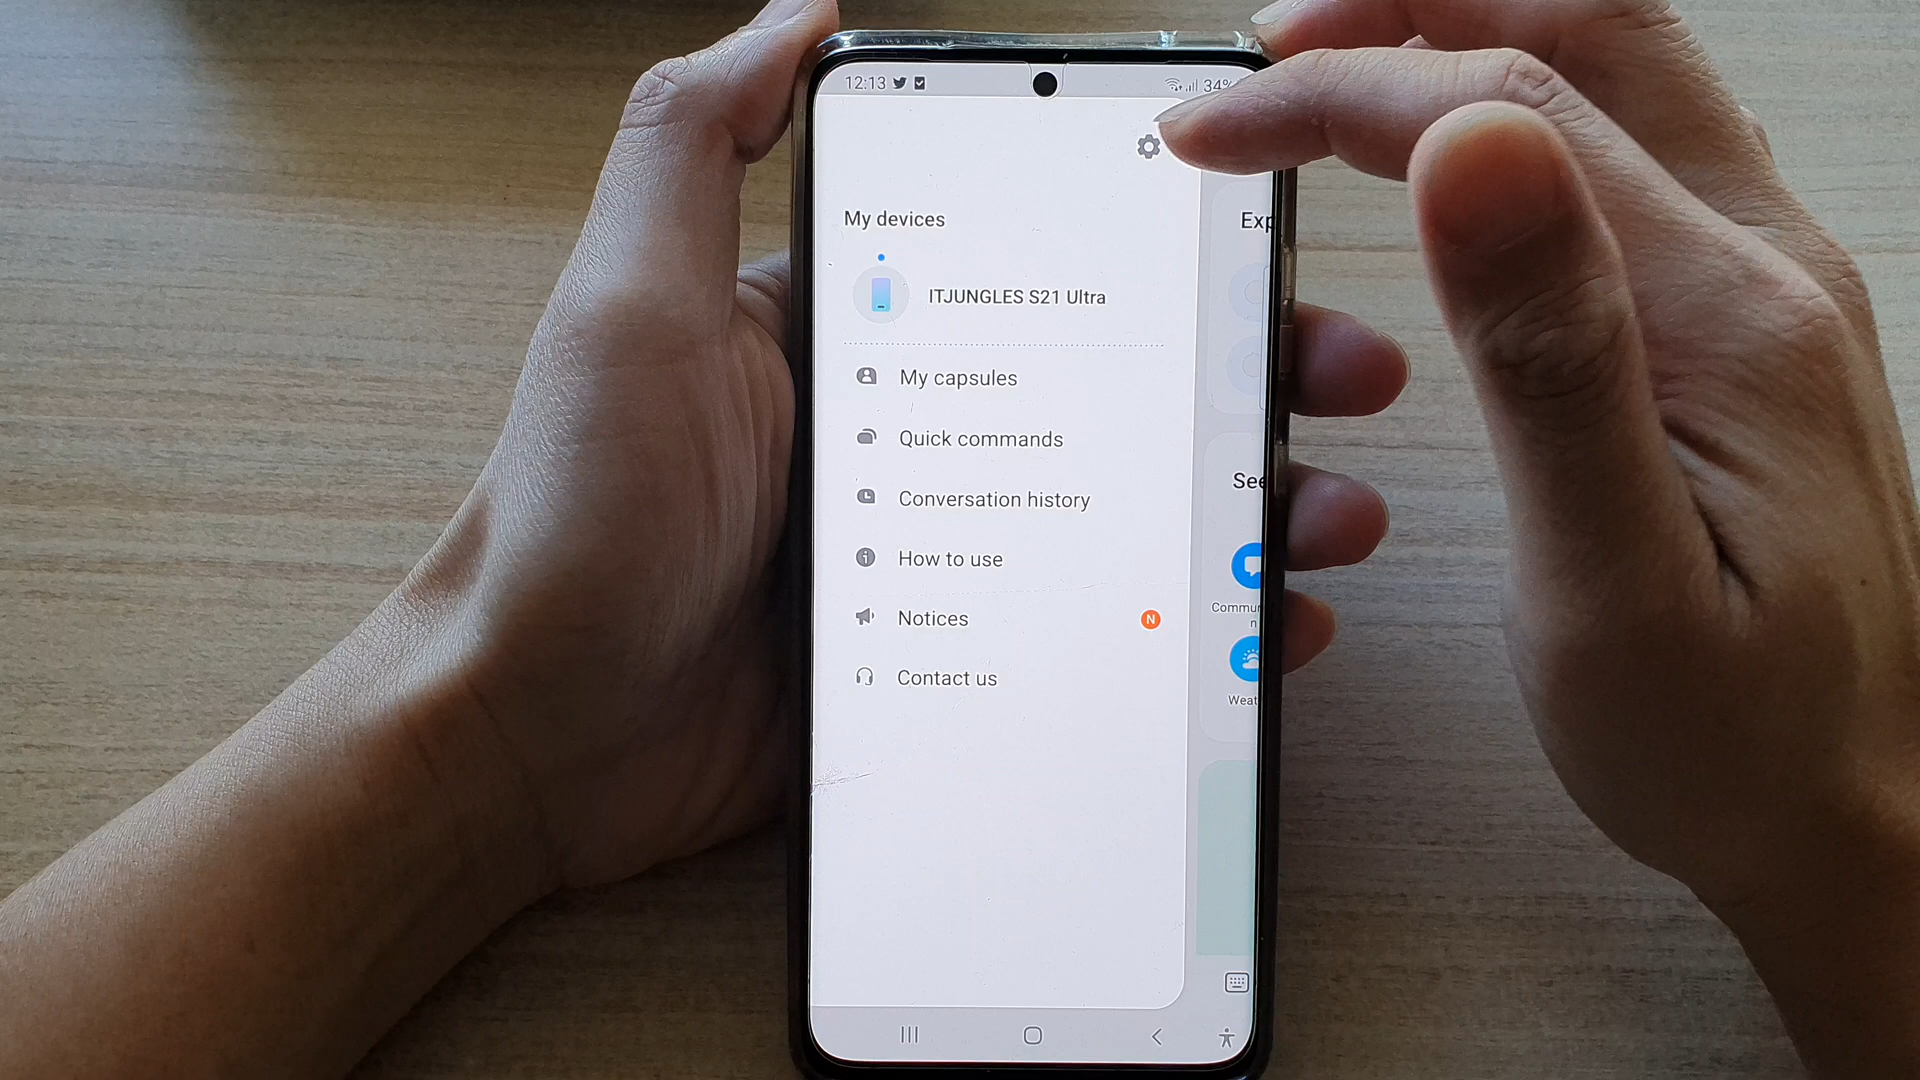 12:13
34%
My devices
ITJUNGLES S21 Ultra
My capsules
Quick commands
Conversation history
How to use
Notices
N
Contact us
Exp
See
Commun
n
Weat